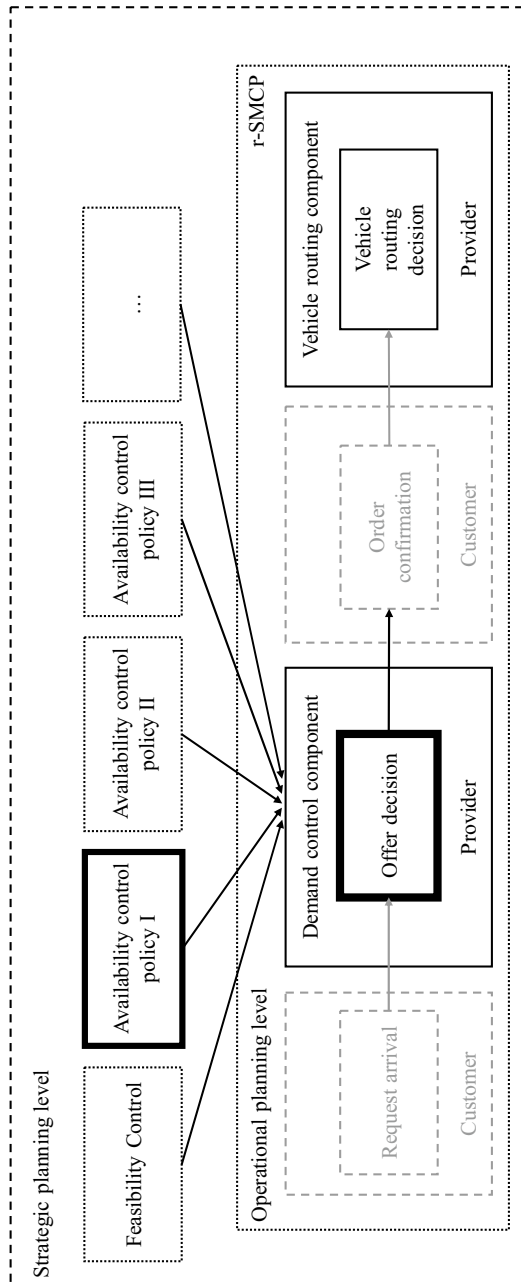 Strategic planning level
Feasibility Control
Availability control
policy I
Availability control
policy II
Availability control
policy III
...
Operational planning level
r-SMCP
Request arrival
Customer
Demand control component
Offer decision
Provider
Order
confirmation
Customer
Vehicle routing component
Vehicle
routing
decision
Provider